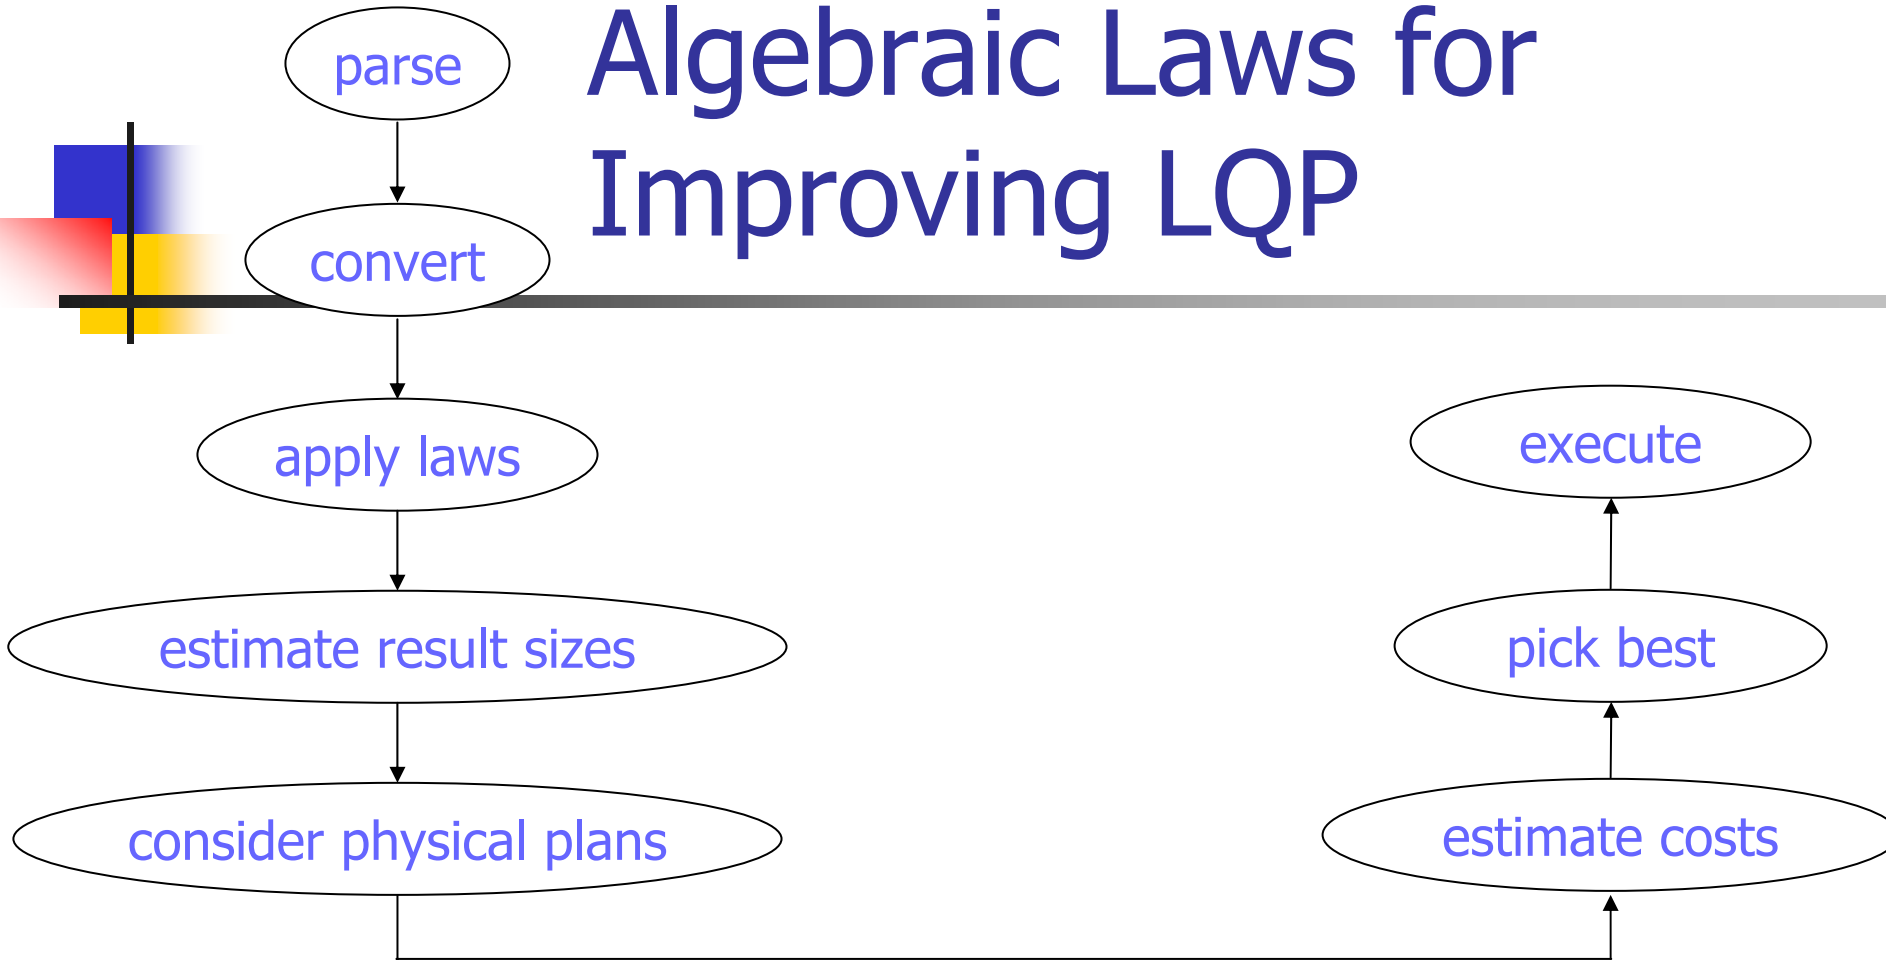 Algebraic Laws for
Improving LQP
parse
convert
apply laws
estimate result sizes
consider physical plans
estimate costs
pick best
execute